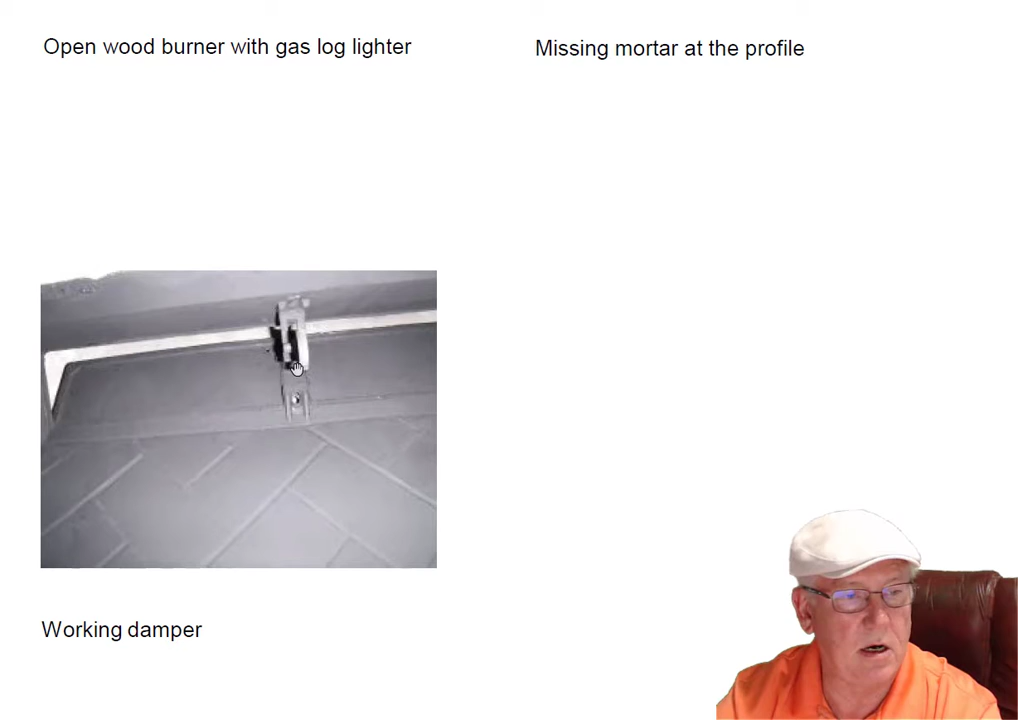 Open wood burner with gas log lighter
Missing mortar at the profile
Working damper